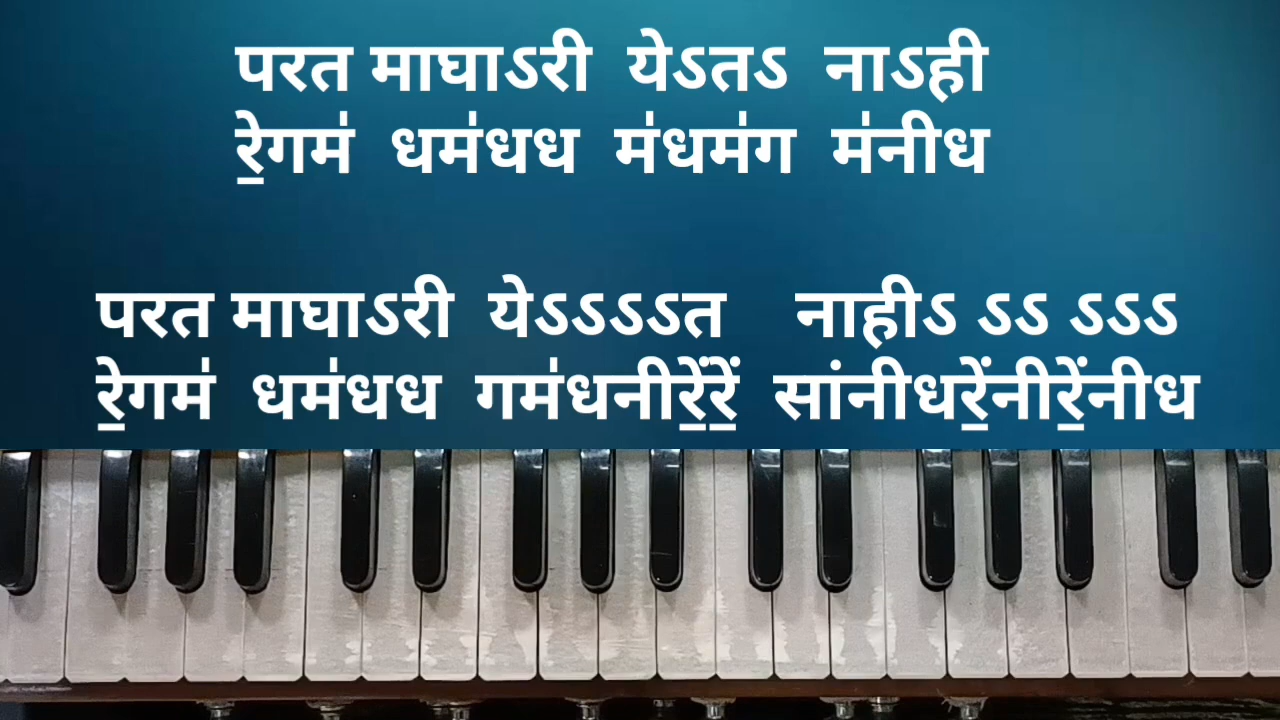 परत माघाऽरी येऽतऽ नाऽही
रे॒गम॑ धम॑धध म॑धम॑ग म॑नीध
परत माघाऽरी येऽऽऽऽत नाहीऽ ऽऽ ऽऽऽ
रे॒गम॑ धम॑धध गम॑धनीरें॒रें॒ सांनीधरें॒नीरें॒नीध